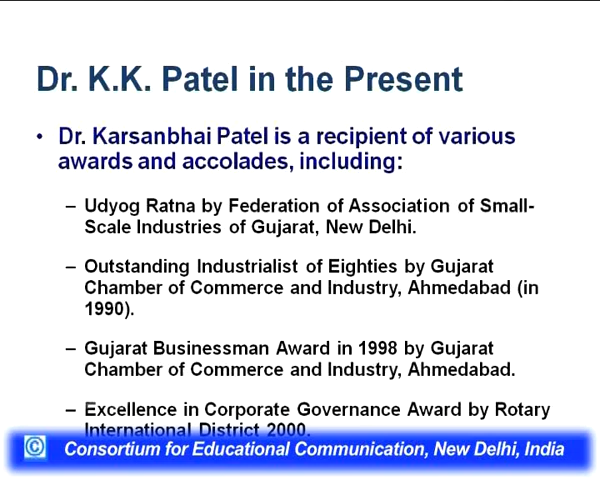 Dr. K.K. Patel in the Present
• Dr. Karsanbhai Patel is a recipient of various
awards and accolades, including:
– Udyog Ratna by Federation of Association of Small-
Scale Industries of Gujarat, New Delhi.
– Outstanding Industrialist of Eighties by Gujarat
Chamber of Commerce and Industry, Ahmedabad (in
1990).
– Gujarat Businessman Award in 1998 by Gujarat
Chamber of Commerce and Industry, Ahmedabad.
– Excellence in Corporate Governance Award by Rotary
International District 2000.
© Consortium for Educational Communication, New Delhi, India